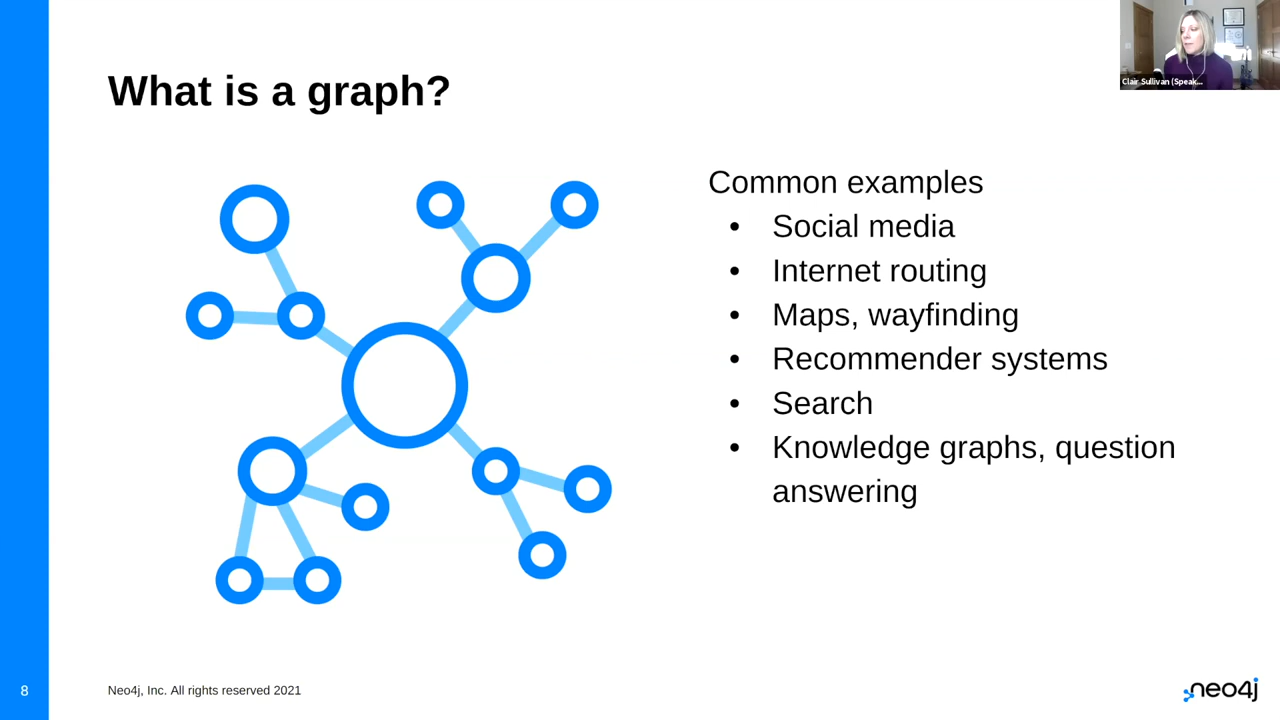 Clair Sullivan (Speak...
What is a graph?
Common examples
• Social media
• Internet routing
• Maps, wayfinding
• Recommender systems
• Search
• Knowledge graphs, question
answering
8
Neo4j, Inc. All rights reserved 2021
neo4j